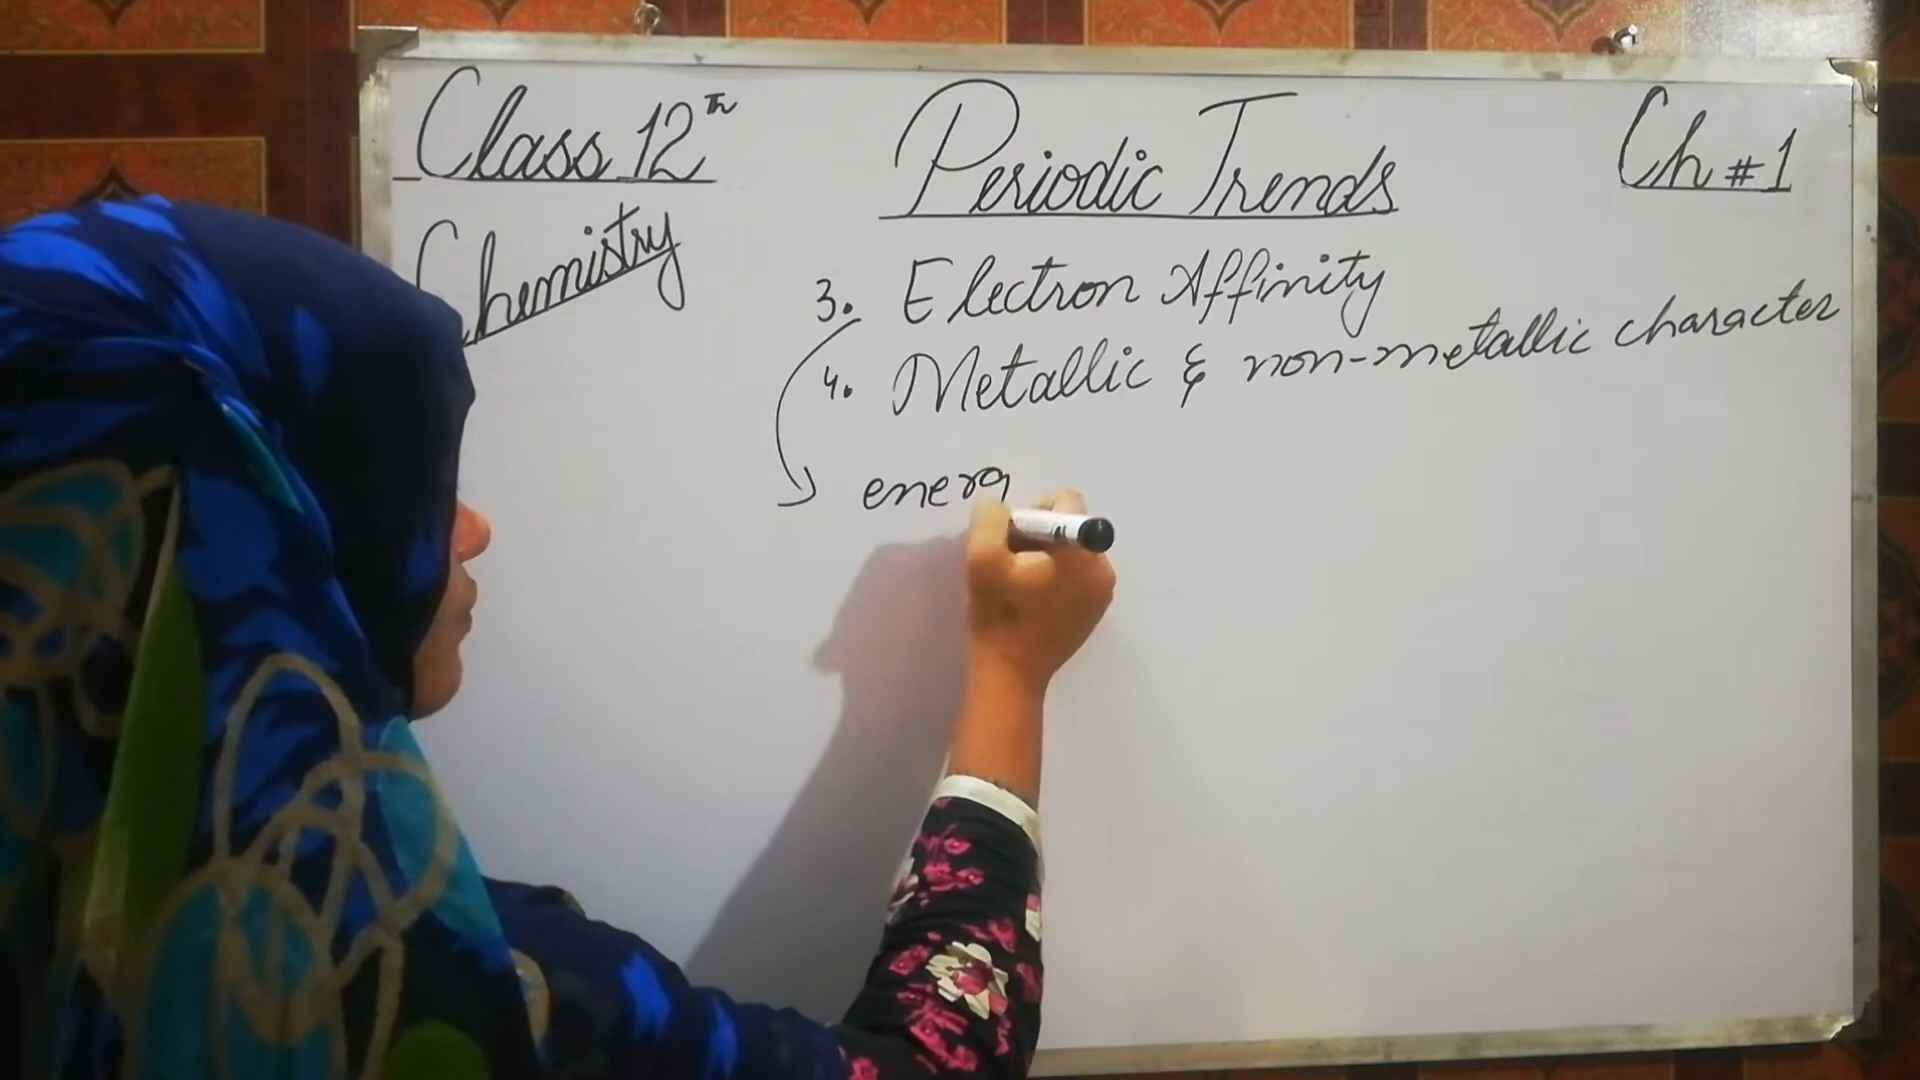 Class 12Th
Periodic Trends
Ch # 1
Chemistry
3. Electron Affinity
4. Metallic & non-metallic character
energ